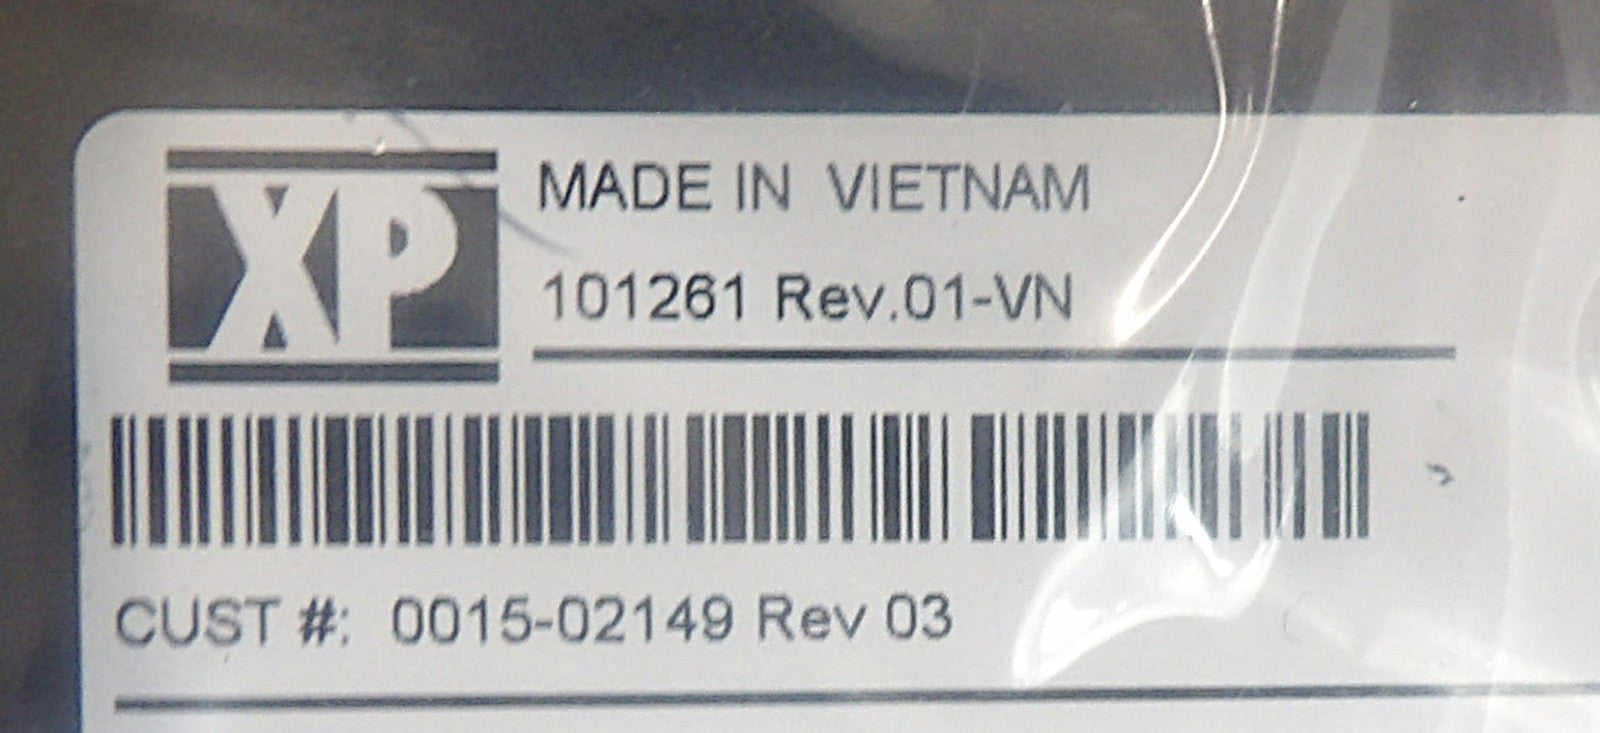 XP
MADE IN VIETNAM
101261 Rev.01-VN
CUST #: 0015-02149 Rev 03